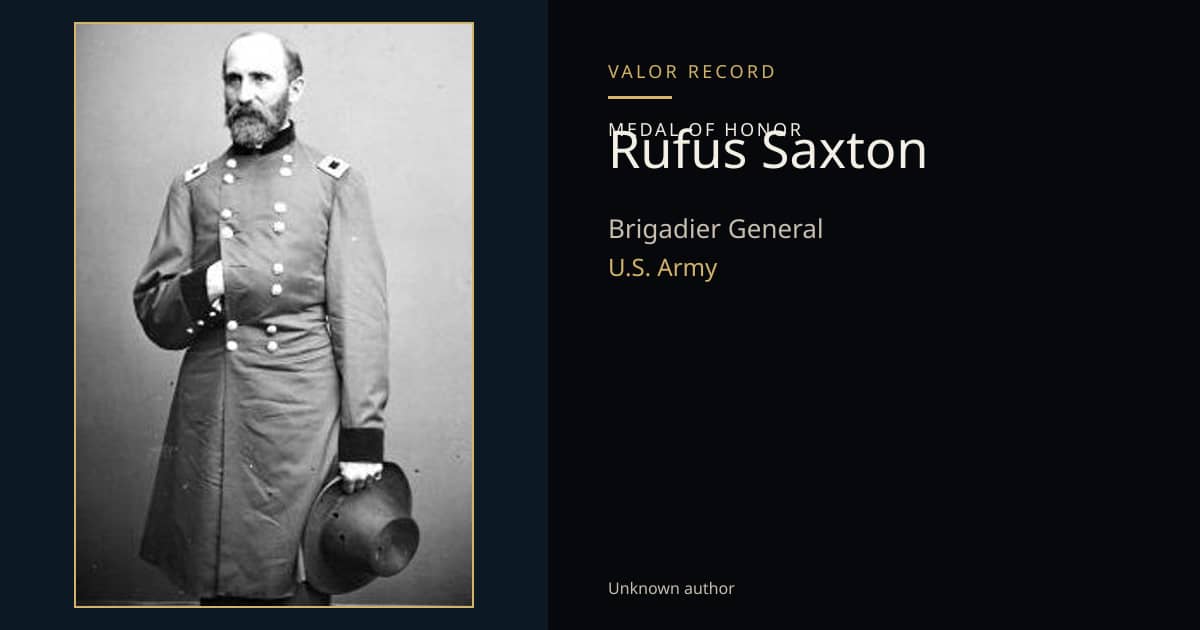 VALOR RECORD
MEDAL OF HONOR
Rufus Saxton
Brigadier General
U.S. Army
Unknown author